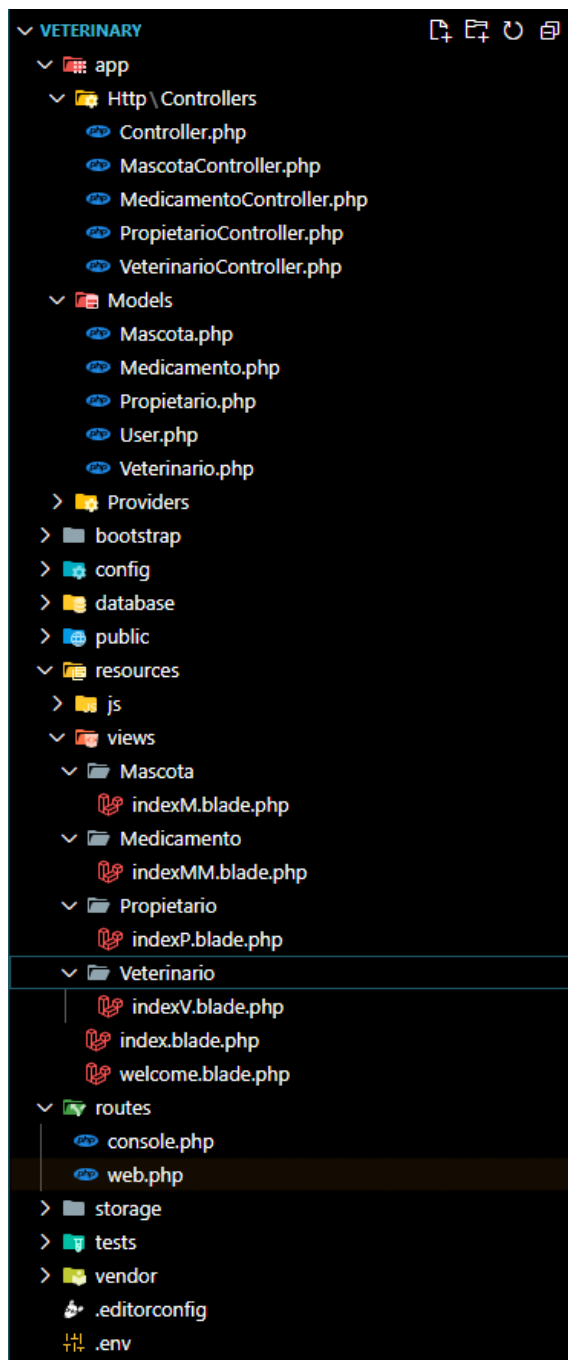 VETERINARY
app
Http\Controllers
Controller.php
MascotaController.php
MedicamentoController.php
PropietarioController.php
VeterinarioController.php
Models
Mascota.php
Medicamento.php
Propietario.php
User.php
Veterinario.php
Providers
bootstrap
config
database
public
resources
js
views
Mascota
indexM.blade.php
Medicamento
indexMM.blade.php
Propietario
indexP.blade.php
Veterinario
indexV.blade.php
index.blade.php
welcome.blade.php
routes
console.php
web.php
storage
tests
vendor
.editorconfig
.env